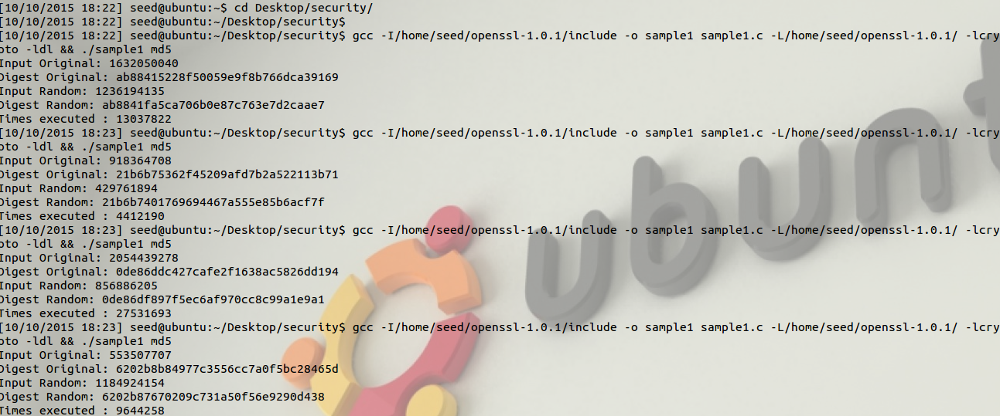 [10/10/2015 18:22] seed@ubuntu:~$ cd Desktop/security/
[10/10/2015 18:22] seed@ubuntu:~/Desktop/security$
[10/10/2015 18:22] seed@ubuntu:~/Desktop/security$ gcc -I/home/seed/openssl-1.0.1/include -o sample1 sample1.c -L/home/seed/openssl-1.0.1/ -lcry
pto -ldl && ./sample1 md5
Input Original: 1632050040
Digest Original: ab88415228f50059e9f8b766dca39169
Input Random: 1236194135
Digest Random: ab8841fa5ca706b0e87c763e7d2caae7
Times executed : 13037822
[10/10/2015 18:23] seed@ubuntu:~/Desktop/security$ gcc -I/home/seed/openssl-1.0.1/include -o sample1 sample1.c -L/home/seed/openssl-1.0.1/ -lcry
pto -ldl && ./sample1 md5
Input Original: 918364708
Digest Original: 21b6b75362f45209afd7b2a522113b71
Input Random: 429761894
Digest Random: 21b6b7401769694467a555e85b6acf7f
Times executed : 4412190
[10/10/2015 18:23] seed@ubuntu:~/Desktop/security$ gcc -I/home/seed/openssl-1.0.1/include -o sample1 sample1.c -L/home/seed/openssl-1.0.1/ -lcry
pto -ldl && ./sample1 md5
Input Original: 2054439278
Digest Original: 0de86ddc427cafe2f1638ac5826dd194
Input Random: 856886205
Digest Random: 0de86df897f5ec6af970cc8c99a1e9a1
Times executed : 27531693
[10/10/2015 18:23] seed@ubuntu:~/Desktop/security$ gcc -I/home/seed/openssl-1.0.1/include -o sample1 sample1.c -L/home/seed/openssl-1.0.1/ -lcry
pto -ldl && ./sample1 md5
Input Original: 553507707
Digest Original: 6202b8b84977c3556cc7a0f5bc28465d
Input Random: 1184924154
Digest Random: 6202b87670209c731a50f56e9290d438
Times executed : 9644258
ubunt